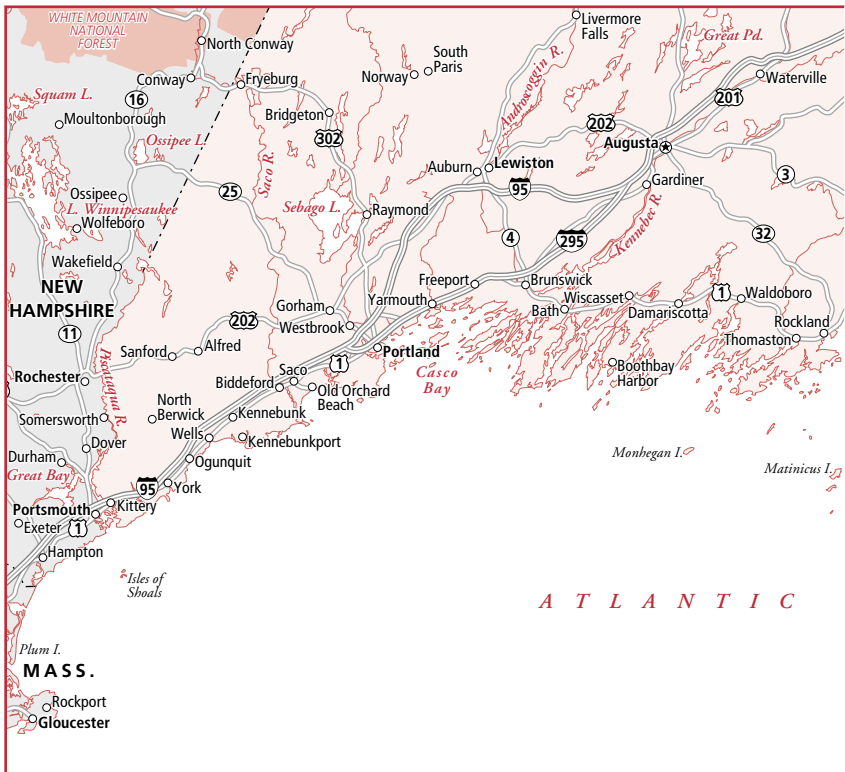 WHITE MOUNTAIN
NATIONAL
FOREST
North Conway
Livermore
Falls
Great Pd.
South
Paris
Norway
Androscoggin R.
Waterville
Conway
Fryeburg
Squam L.
16
201
Bridgeton
Moultonborough
302
202
Ossipee L.
Augusta
Saco R.
Auburn
Lewiston
3
95
Gardiner
25
Ossipee
Sebago L.
Raymond
L. Winnipesaukee
Wolfeboro
Kennebec R.
32
4
295
Wakefield
NEW
HAMPSHIRE
Freeport
Brunswick
Wiscasset
1
Waldoboro
Gorham
Yarmouth
Bath
Damariscotta
202
Westbrook
Rockland
11
Thomaston
Sanford
Alfred
Portland
1
Piscataqua R.
Saco
Casco
Bay
Boothbay
Harbor
Rochester
Biddeford
Old Orchard
Beach
North
Berwick
Somersworth
Kennebunk
Dover
Wells
Kennebunkport
Monhegan I.
Durham
Ogunquit
Matinicus I.
Great Bay
95
York
Portsmouth
Kittery
Exeter
1
Hampton
Isles of
Shoals
ATLANTIC
Plum I.
MASS.
Rockport
Gloucester